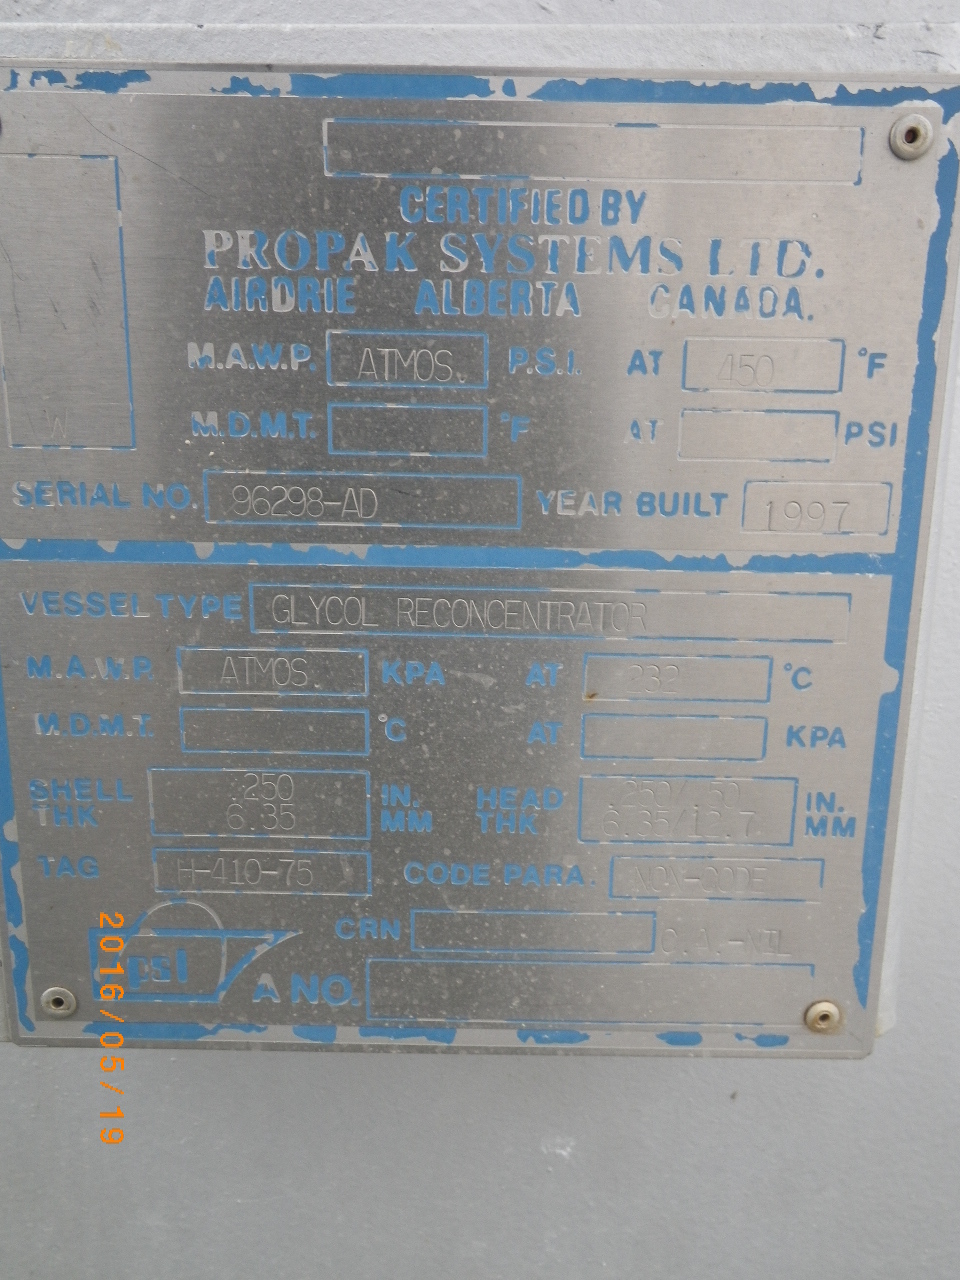 CERTIFIED BY
PROPAK SYSTEMS LTD.
AIRDRIE ALBERTA CANADA.
M.A.W.P. ATMOS. P.S.I. AT 450 °F
W
M.D.M.T. °F AT PSI
SERIAL NO. 96298-AD YEAR BUILT 1997
VESSEL TYPE GLYCOL RECONCENTRATOR
M.A.W.P. ATMOS. KPA AT 232 °C
M.D.M.T. °C AT KPA
SHELL THK .250 IN. HEAD THK .250/.50 IN.
6.35 MM 6.35/12.7 MM
TAG H-410-75 CODE PARA. NON-CODE
CRN C.A.-NIL
psl
A NO.
2016/05/19